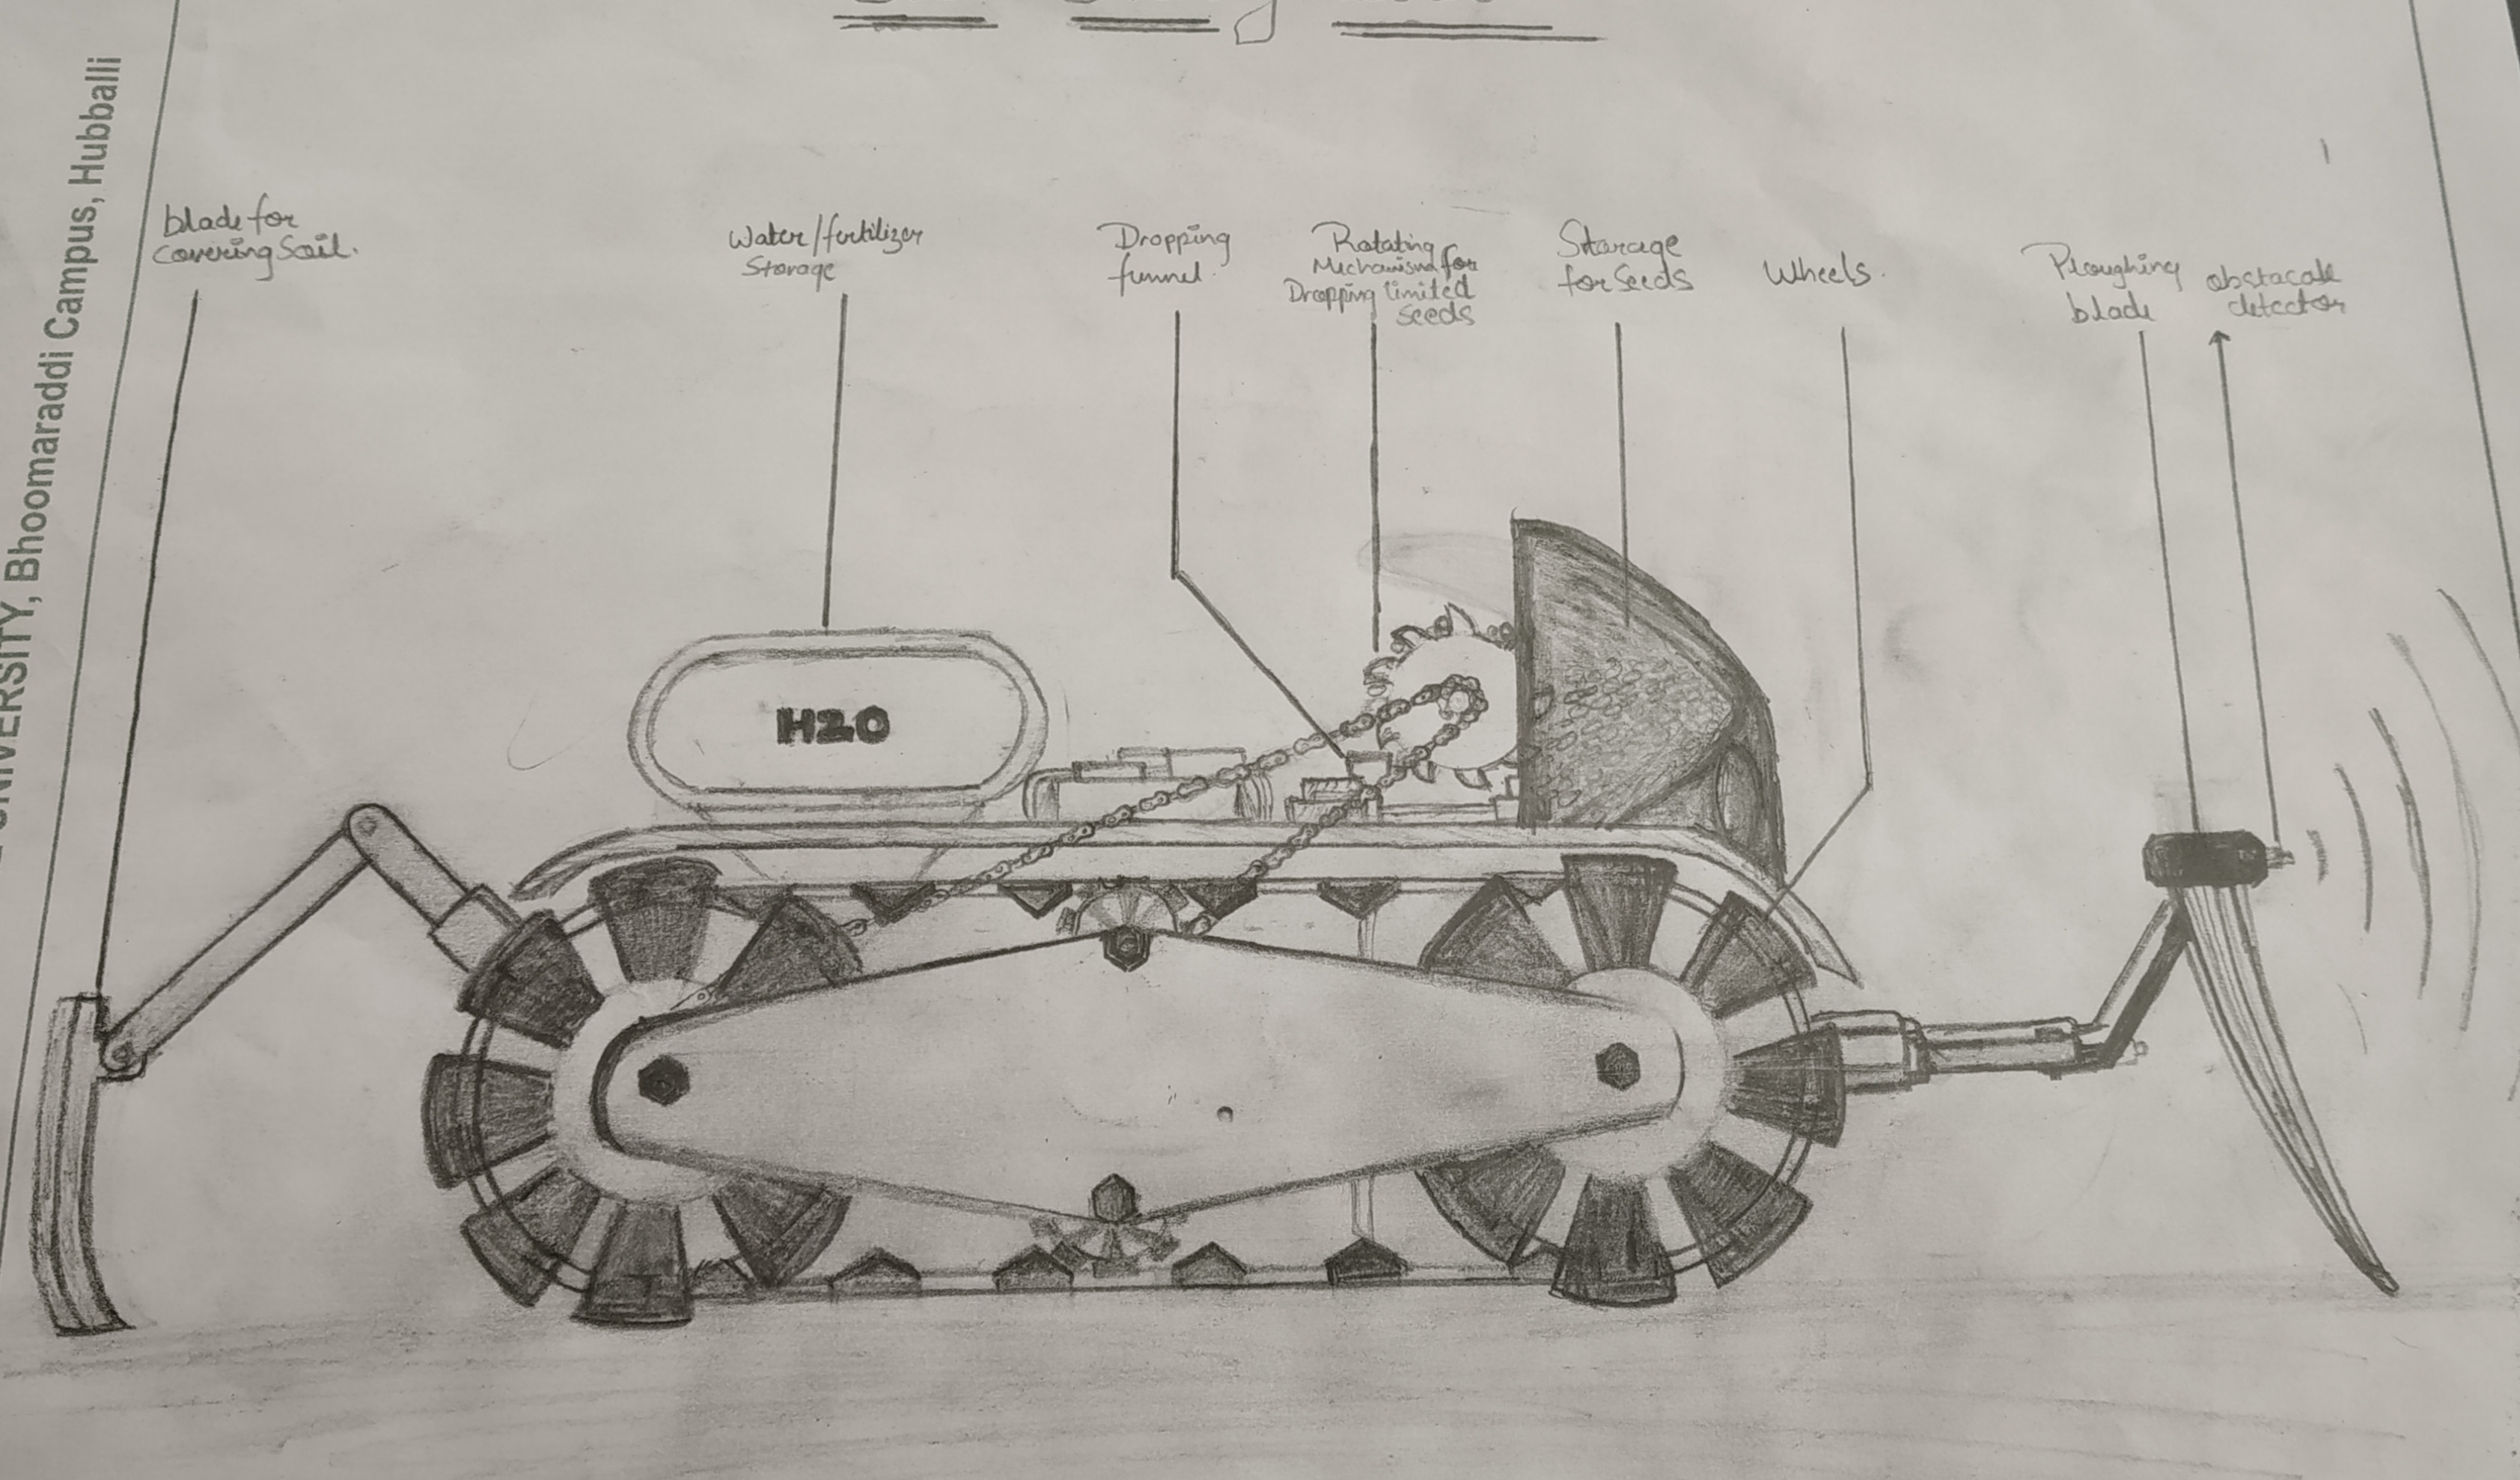 UNIVERSITY, Bhoomaraddi Campus, Hubballi
blade for
covering Soil.
Water/fertilizer
Storage
Dropping
funnel.
Rotating
Mechanism for
Dropping limited
Seeds
Storage
for Seeds
Wheels.
Ploughing
blade
obstacale
detector
H2O